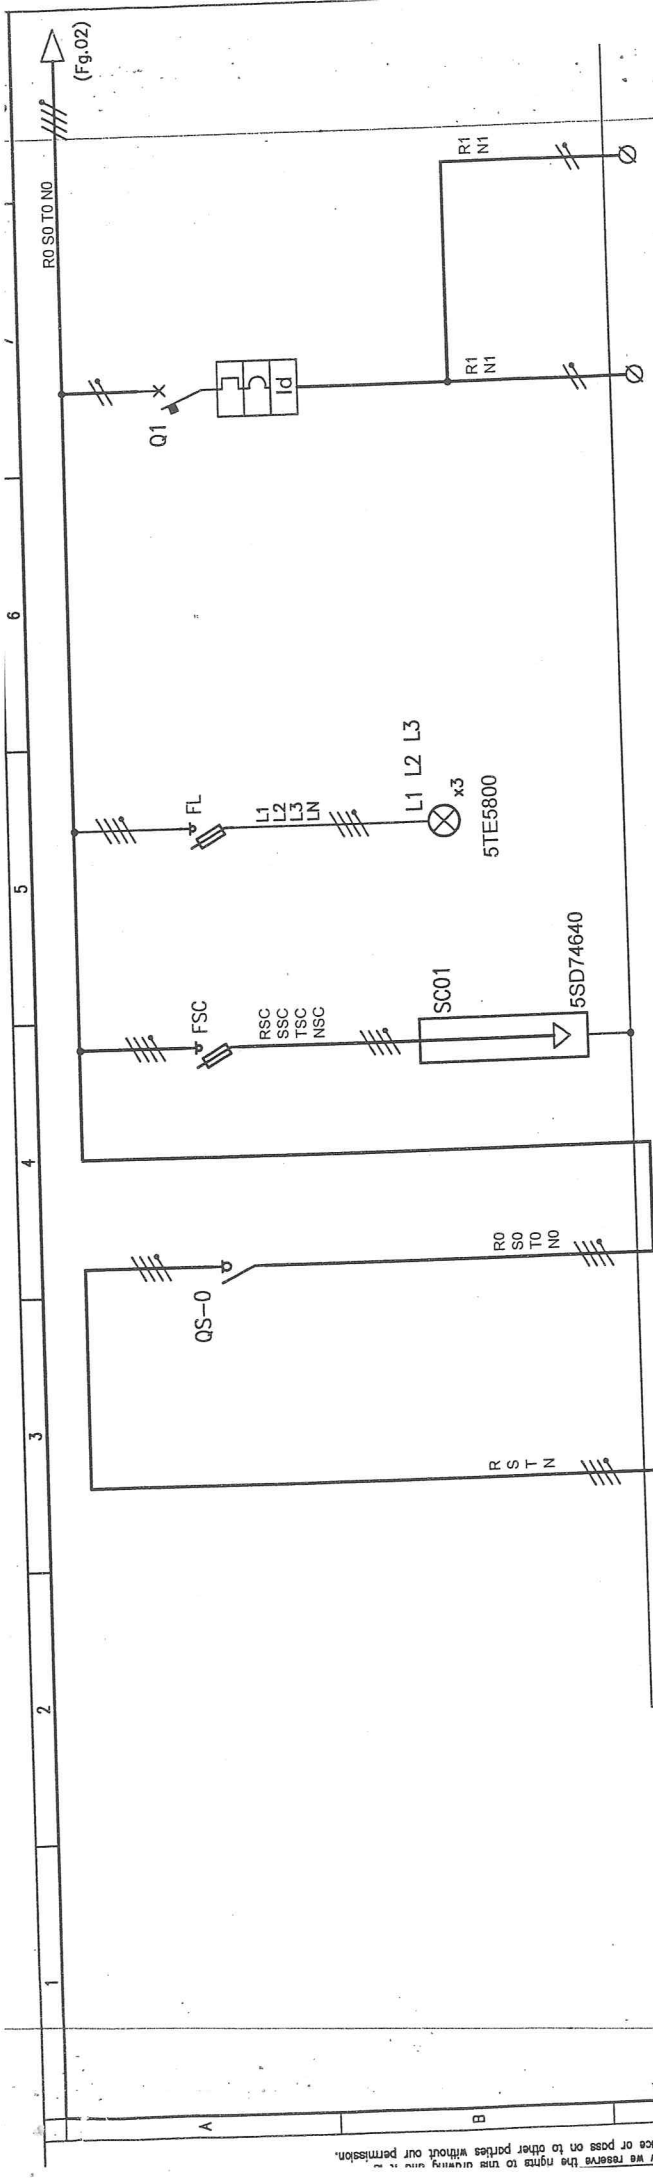 1
2
3
4
5
6
7
A
B
R
S
T
N
QS-0
R0
S0
T0
N0
FSC
RSC
SSC
TSC
NSC
SC01
5SD74640
FL
L1
L2
L3
LN
L1 L2 L3
x3
5TE5800
Q1
Id
R1
N1
R1
N1
R0 S0 T0 N0
(Fg.02)
we reserve the rights to this drawing and
or pass on to other parties without our permission.